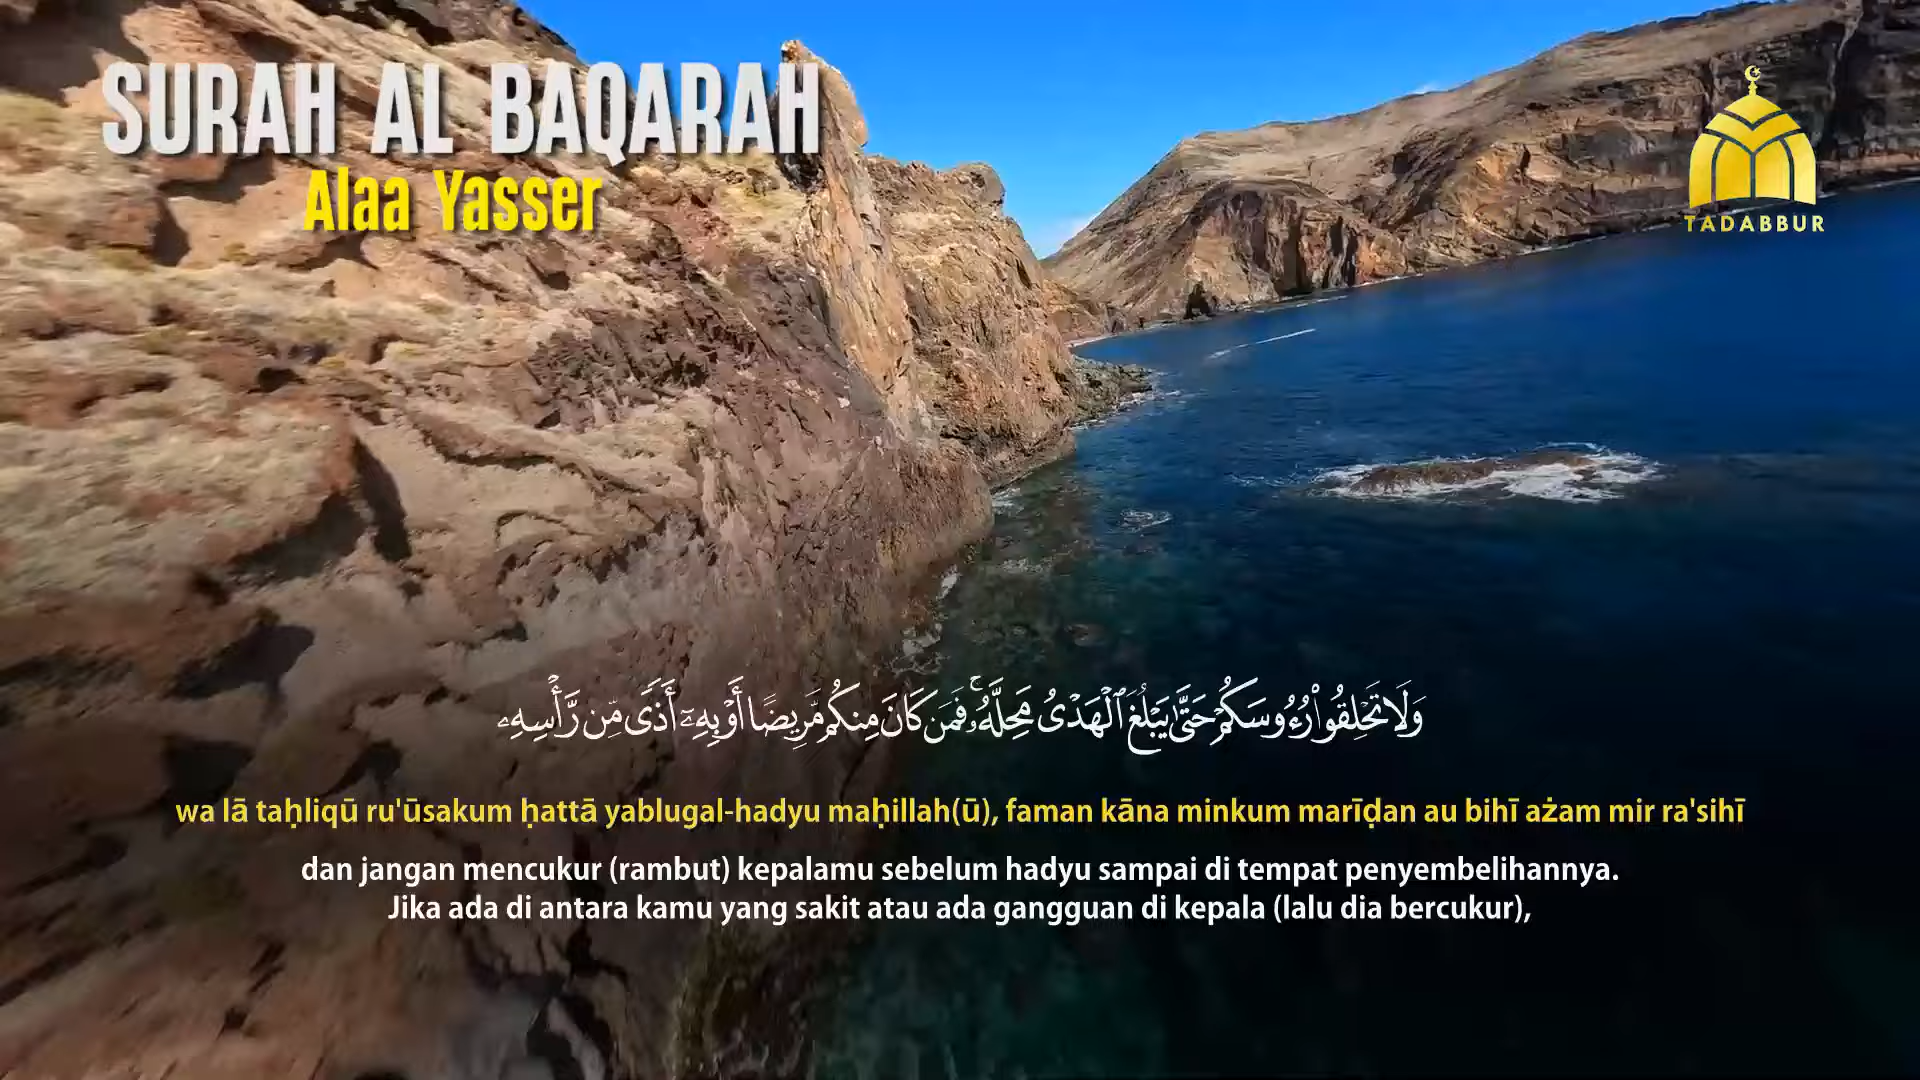 SURAH AL BAQARAH
Alaa Yasser
TADABBUR
وَلَا تَحْلِقُوا۟ رُءُوسَكُمْ حَتَّىٰ يَبْلُغَ ٱلْهَدْىُ مَحِلَّهُۥ ۚ فَمَن كَانَ مِنكُم مَّرِيضًا أَوْ بِهِۦٓ أَذًى مِّن رَّأْسِهِۦ
wa lā taḥliqū ru'ūsakum ḥattā yablugal-hadyu maḥillah(ū), faman kāna minkum marīḍan au bihī ażam mir ra'sihī
dan jangan mencukur (rambut) kepalamu sebelum hadyu sampai di tempat penyembelihannya.
Jika ada di antara kamu yang sakit atau ada gangguan di kepala (lalu dia bercukur),